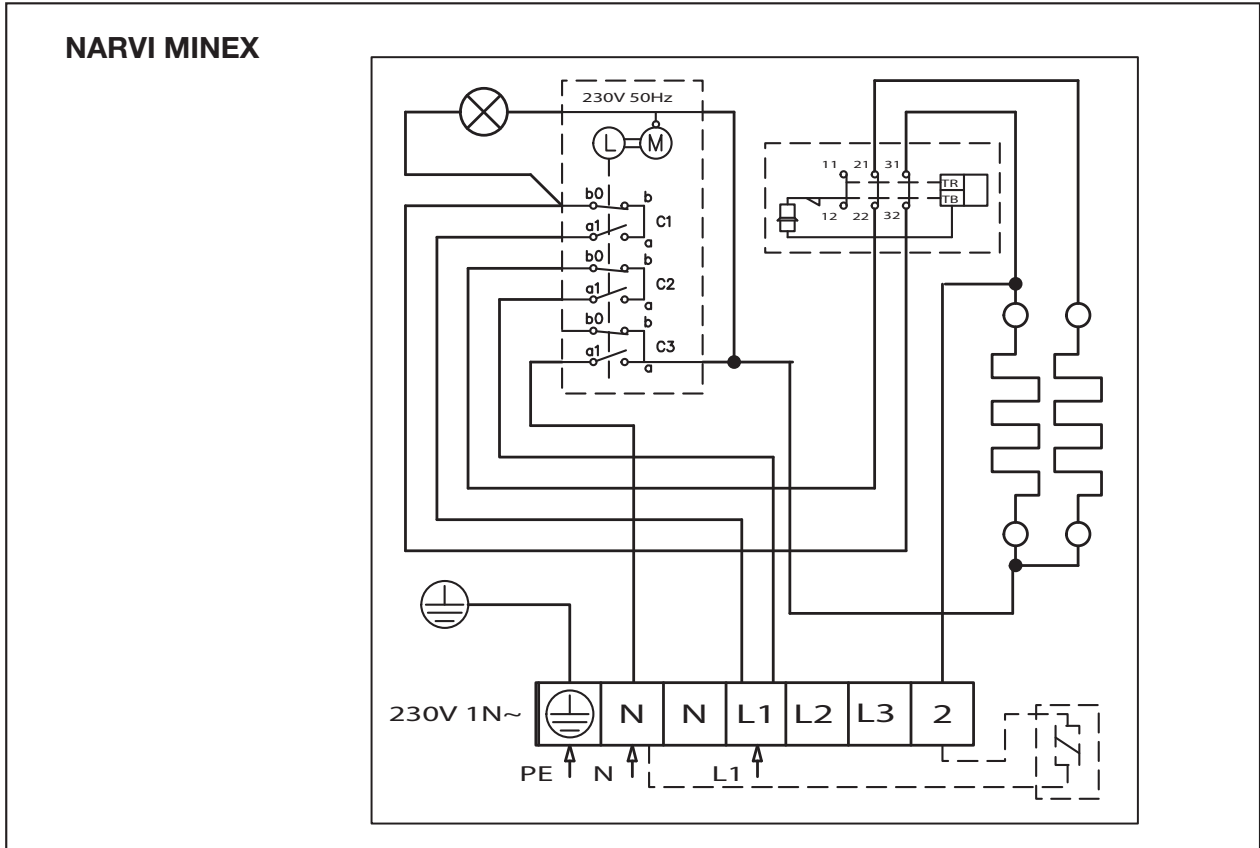 NARVI MINEX
230V 50Hz
L M
b0 b
C1
a1 a
b0 b
C2
a1 a
b0 b
C3
a1 a
11 21 31
TR
TB
12 22 32
230V 1N~ N N L1 L2 L3 2
PE N L1